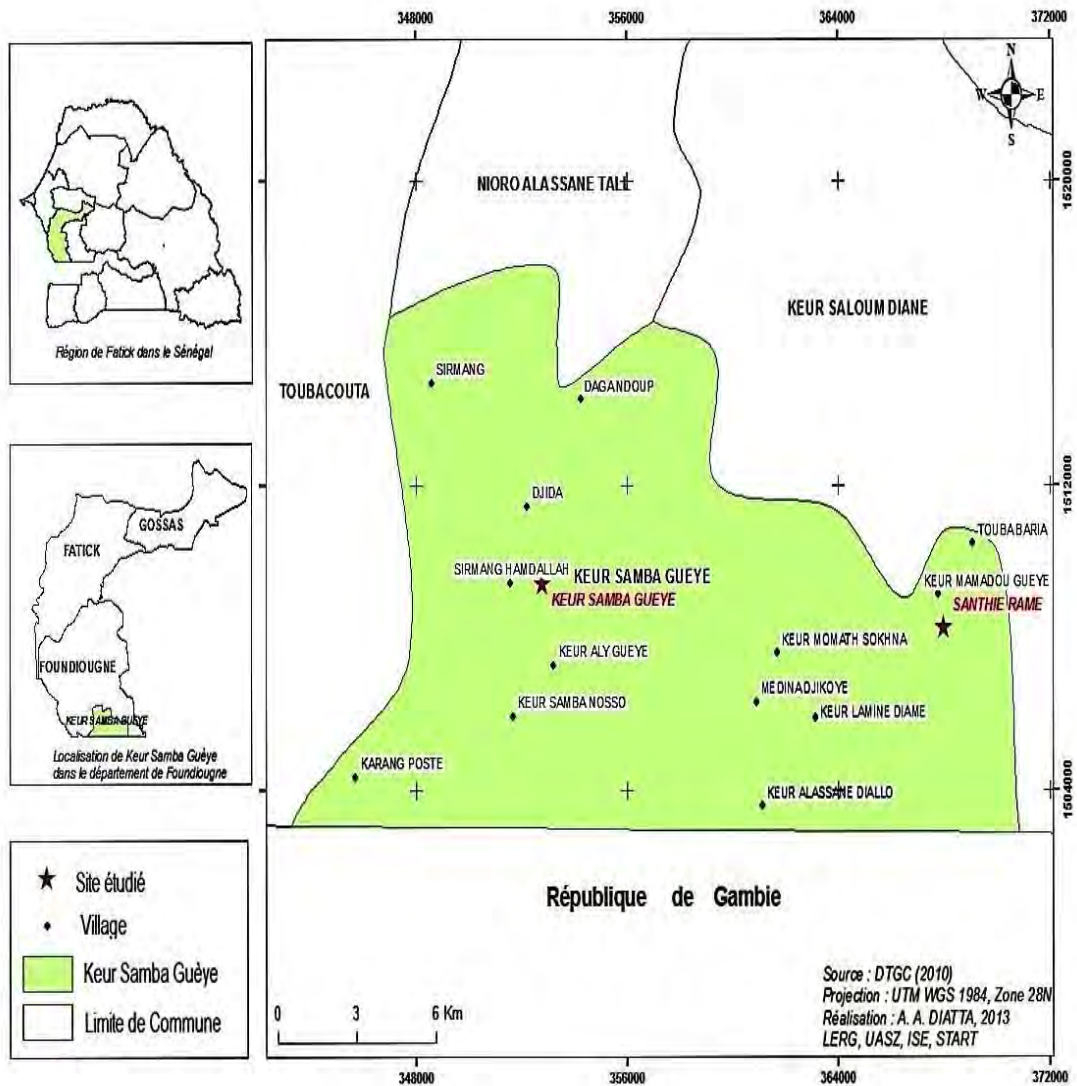 348000
356000
364000
372000
N
W
E
S
1520000
NIORO ALASSANE TALL
KEUR SALOUM DIANE
Région de Fatick dans le Sénégal
TOUBACOUTA
SIRMANG
DAGANDOUP
1512000
DJIDA
TOUBABARIA
GOSSAS
FATICK
SIRMANG HAMDALLAH
KEUR SAMBA GUEYE
KEUR SAMBA GUEYE
KEUR MAMADOU GUEYE
SANTHIE RAME
KEUR MOMATH SOKHNA
KEUR ALY GUEYE
FOUNDIOUGNE
MEDINA DJIKOYE
KEUR SAMBA NOSSO
KEUR LAMINE DIAME
KEUR SAMBA GUEYE
Localisation de Keur Samba Guèye
dans le département de Foundiougne
KARANG POSTE
KEUR ALASSANE DIALLO
1504000
Site étudié
Village
Keur Samba Guèye
Limite de Commune
République de Gambie
0 3 6 Km
Source : DTGC (2010)
Projection : UTM WGS 1984, Zone 28N
Réalisation : A. A. DIATTA, 2013
LERG, UASZ, ISE, START
348000
356000
364000
372000